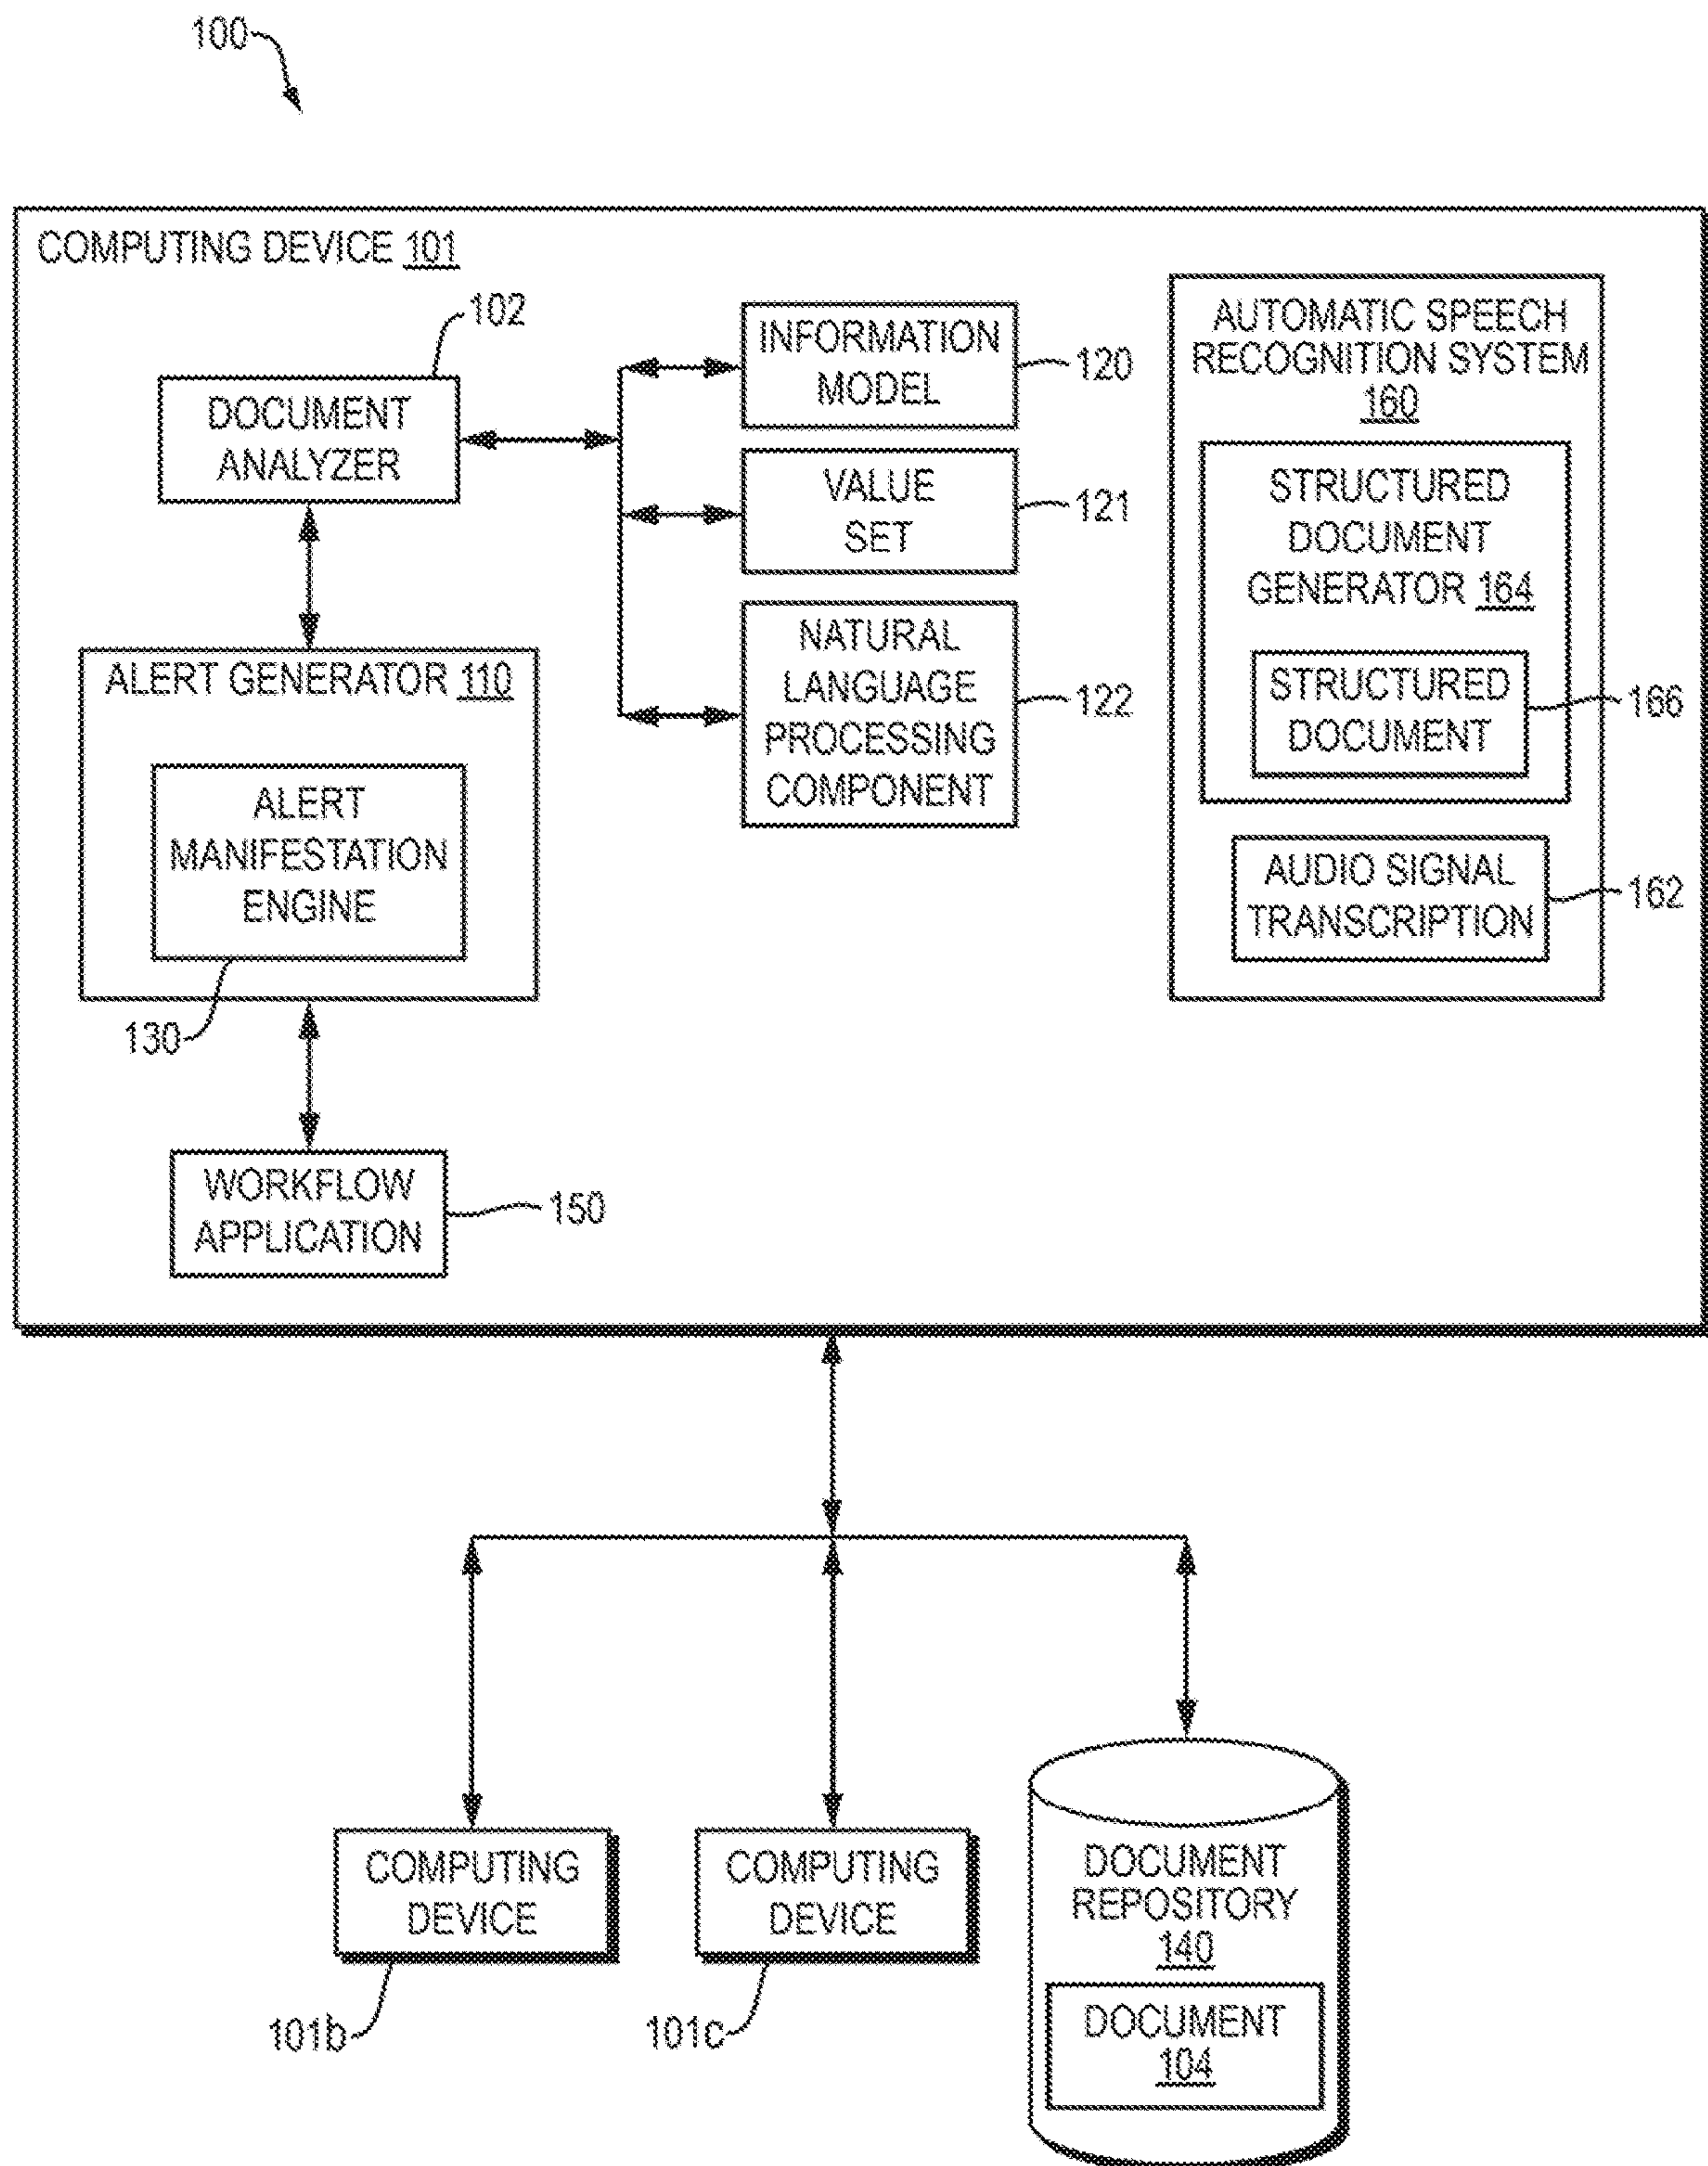 100
COMPUTING DEVICE 101
102
DOCUMENT
ANALYZER
INFORMATION
MODEL
120
VALUE
SET
121
NATURAL
LANGUAGE
PROCESSING
COMPONENT
122
ALERT GENERATOR 110
ALERT
MANIFESTATION
ENGINE
130
WORKFLOW
APPLICATION
150
AUTOMATIC SPEECH
RECOGNITION SYSTEM
160
STRUCTURED
DOCUMENT
GENERATOR 164
STRUCTURED
DOCUMENT
166
AUDIO SIGNAL
TRANSCRIPTION
162
COMPUTING
DEVICE
101b
COMPUTING
DEVICE
101c
DOCUMENT
REPOSITORY
140
DOCUMENT
104